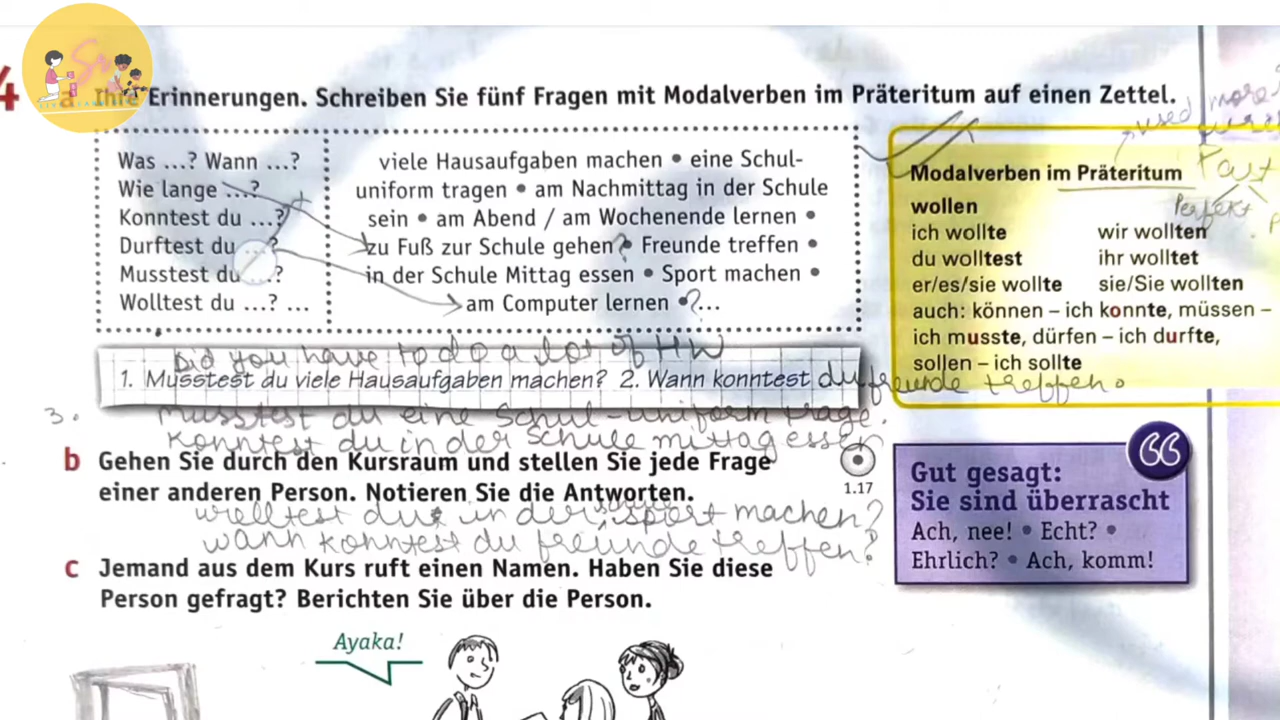 4 a Ihre Erinnerungen. Schreiben Sie fünf Fragen mit Modalverben im Präteritum auf einen Zettel.
Was ...? Wann ...?
Wie lange ...?
Konntest du ...?
Durftest du ...?
Musstest du ...?
Wolltest du ...? ...
viele Hausaufgaben machen • eine Schul-
uniform tragen • am Nachmittag in der Schule
sein • am Abend / am Wochenende lernen •
zu Fuß zur Schule gehen? • Freunde treffen •
in der Schule Mittag essen • Sport machen •
am Computer lernen •? ...
used more
Past
Perfekt
Modalverben im Präteritum
wollen
ich wollte wir wollten
du wolltest ihr wolltet
er/es/sie wollte sie/Sie wollten
auch: können – ich konnte, müssen –
ich musste, dürfen – ich durfte,
sollen – ich sollte
Did you have to do a lot of HW
1. Musstest du viele Hausaufgaben machen? 2. Wann konntest du freunde treffen.
3. Musstest du eine Schul-uniform trage.
Konntest du in der Schule mittag essen
b Gehen Sie durch den Kursraum und stellen Sie jede Frage
einer anderen Person. Notieren Sie die Antworten.
1.17
schule
wolltest du in der sport machen?
wann konntest du freunde treffen?
c Jemand aus dem Kurs ruft einen Namen. Haben Sie diese
Person gefragt? Berichten Sie über die Person.
Gut gesagt:
Sie sind überrascht
Ach, nee! • Echt? •
Ehrlich? • Ach, komm!
Ayaka!